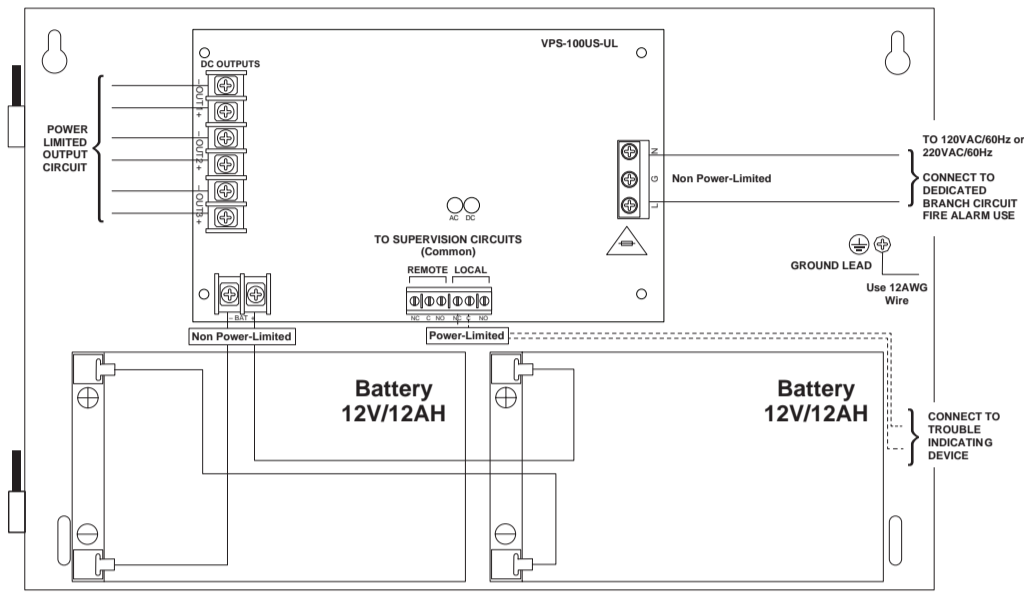 VPS-100US-UL
DC OUTPUTS
– OUT1 +
– OUT2 +
– OUT3 +
POWER
LIMITED
OUTPUT
CIRCUIT
N
G
L
Non Power-Limited
TO 120VAC/60Hz or
220VAC/60Hz
CONNECT TO
DEDICATED
BRANCH CIRCUIT
FIRE ALARM USE
AC DC
TO SUPERVISION CIRCUITS
(Common)
REMOTE LOCAL
NC C NO NC C NO
GROUND LEAD
Use 12AWG
Wire
– BAT +
Non Power-Limited
Power-Limited
Battery
12V/12AH
Battery
12V/12AH
CONNECT TO
TROUBLE
INDICATING
DEVICE